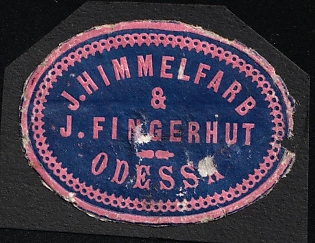 J. HIMMELFARB
&
J. FINGERHUT
ODESSA